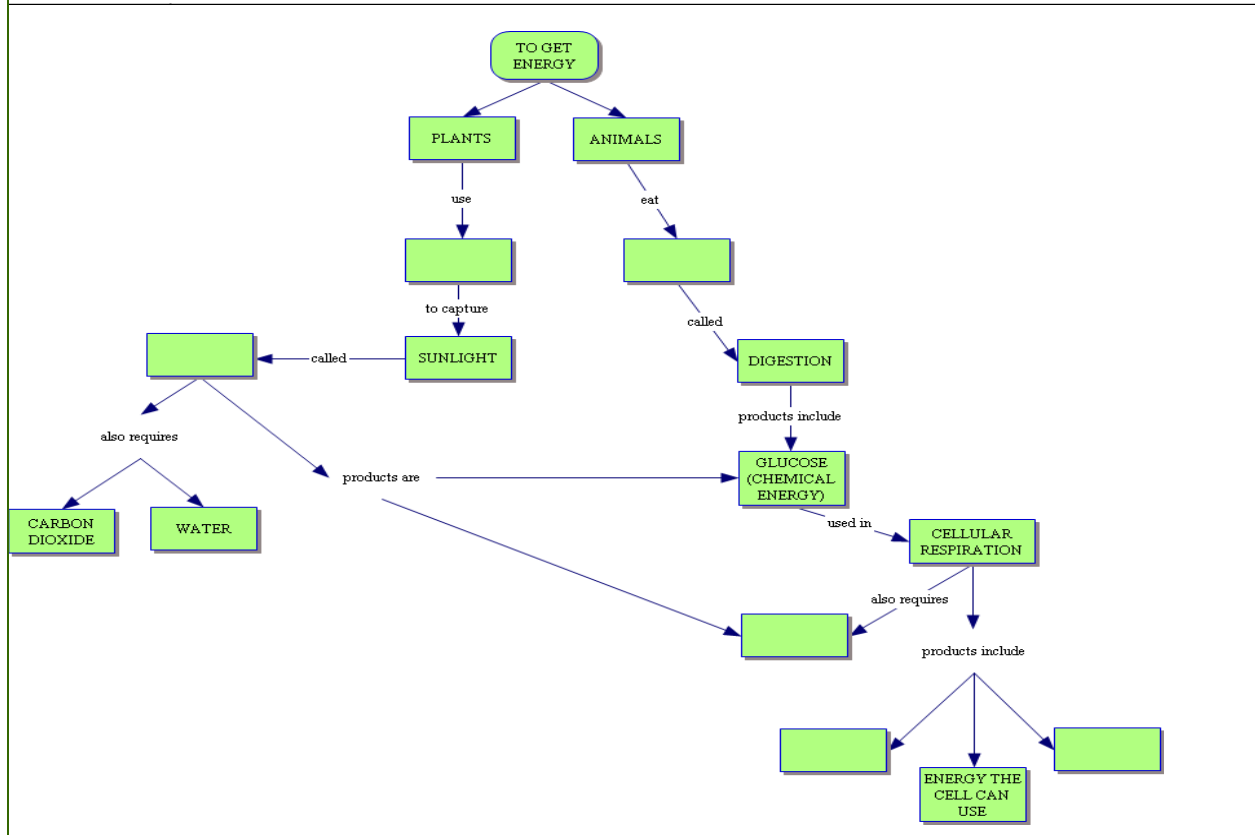 TO GET
ENERGY
PLANTS
ANIMALS
use
eat
to capture
called
called
SUNLIGHT
DIGESTION
products include
also requires
products are
GLUCOSE
(CHEMICAL
ENERGY)
CARBON
DIOXIDE
WATER
used in
CELLULAR
RESPIRATION
also requires
products include
ENERGY THE
CELL CAN
USE